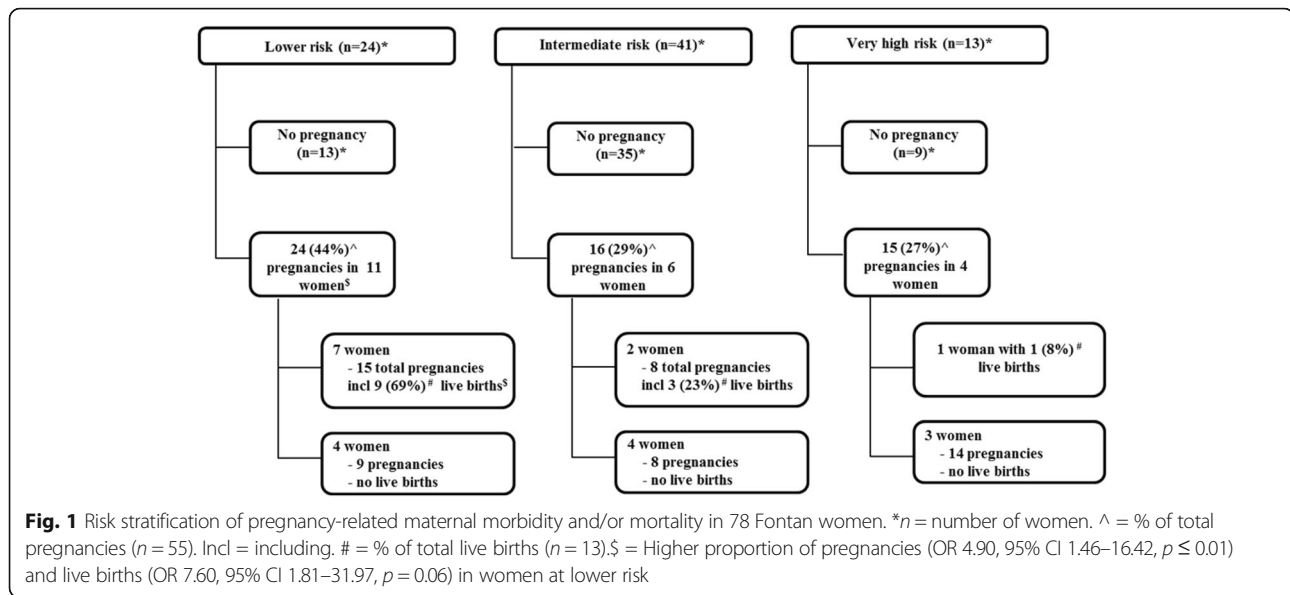 Lower risk (n=24)*
Intermediate risk (n=41)*
Very high risk (n=13)*
No pregnancy
(n=13)*
No pregnancy
(n=35)*
No pregnancy
(n=9)*
24 (44%)^
pregnancies in 11
women$
16 (29%)^
pregnancies in 6
women
15 (27%)^
pregnancies in 4
women
7 women
- 15 total pregnancies
incl 9 (69%)# live births$
2 women
- 8 total pregnancies
incl 3 (23%)# live births
1 woman with 1 (8%)#
live births
4 women
- 9 pregnancies
- no live births
4 women
- 8 pregnancies
- no live births
3 women
- 14 pregnancies
- no live births
Fig. 1 Risk stratification of pregnancy-related maternal morbidity and/or mortality in 78 Fontan women. *n = number of women. ^ = % of total
pregnancies (n = 55). Incl = including. # = % of total live births (n = 13).$ = Higher proportion of pregnancies (OR 4.90, 95% CI 1.46–16.42, p ≤ 0.01)
and live births (OR 7.60, 95% CI 1.81–31.97, p = 0.06) in women at lower risk